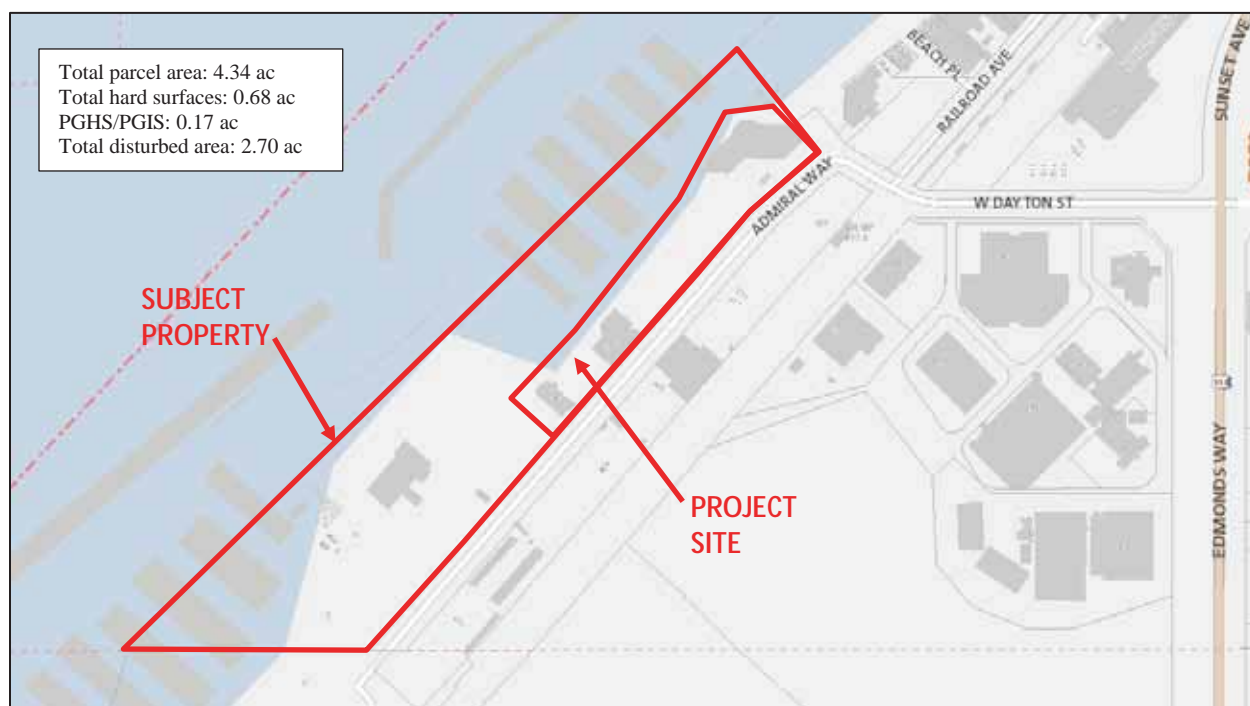 Total parcel area: 4.34 ac
Total hard surfaces: 0.68 ac
PGHS/PGIS: 0.17 ac
Total disturbed area: 2.70 ac
BEACH PL
RAILROAD AVE
SUNSET AVE
ADMIRAL WAY
W DAYTON ST
SUBJECT
PROPERTY
PROJECT
SITE
EDMONDS WAY